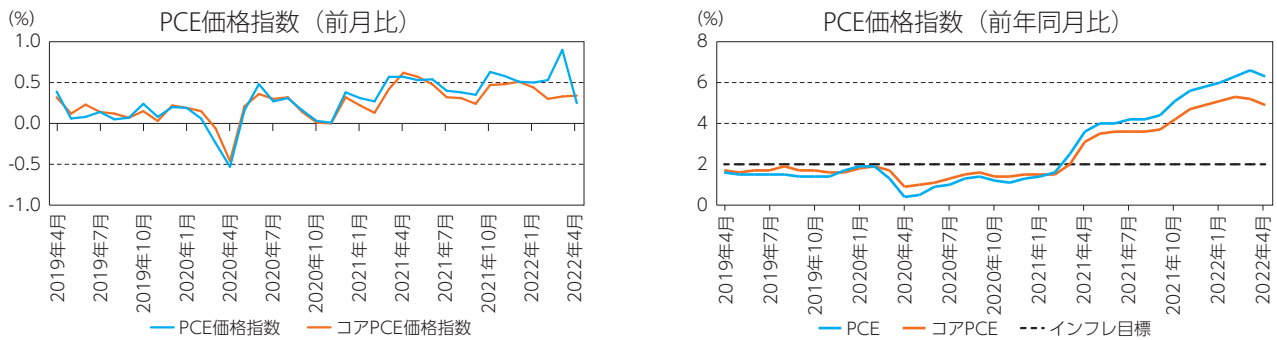 (%)
PCE価格指数（前月比）
1.0
0.5
0.0
-0.5
-1.0
2019年4月
2019年7月
2019年10月
2020年1月
2020年4月
2020年7月
2020年10月
2021年1月
2021年4月
2021年7月
2021年10月
2022年1月
2022年4月
PCE価格指数
コアPCE価格指数
(%)
PCE価格指数（前年同月比）
8
6
4
2
0
2019年4月
2019年7月
2019年10月
2020年1月
2020年4月
2020年7月
2020年10月
2021年1月
2021年4月
2021年7月
2021年10月
2022年1月
2022年4月
PCE
コアPCE
インフレ目標